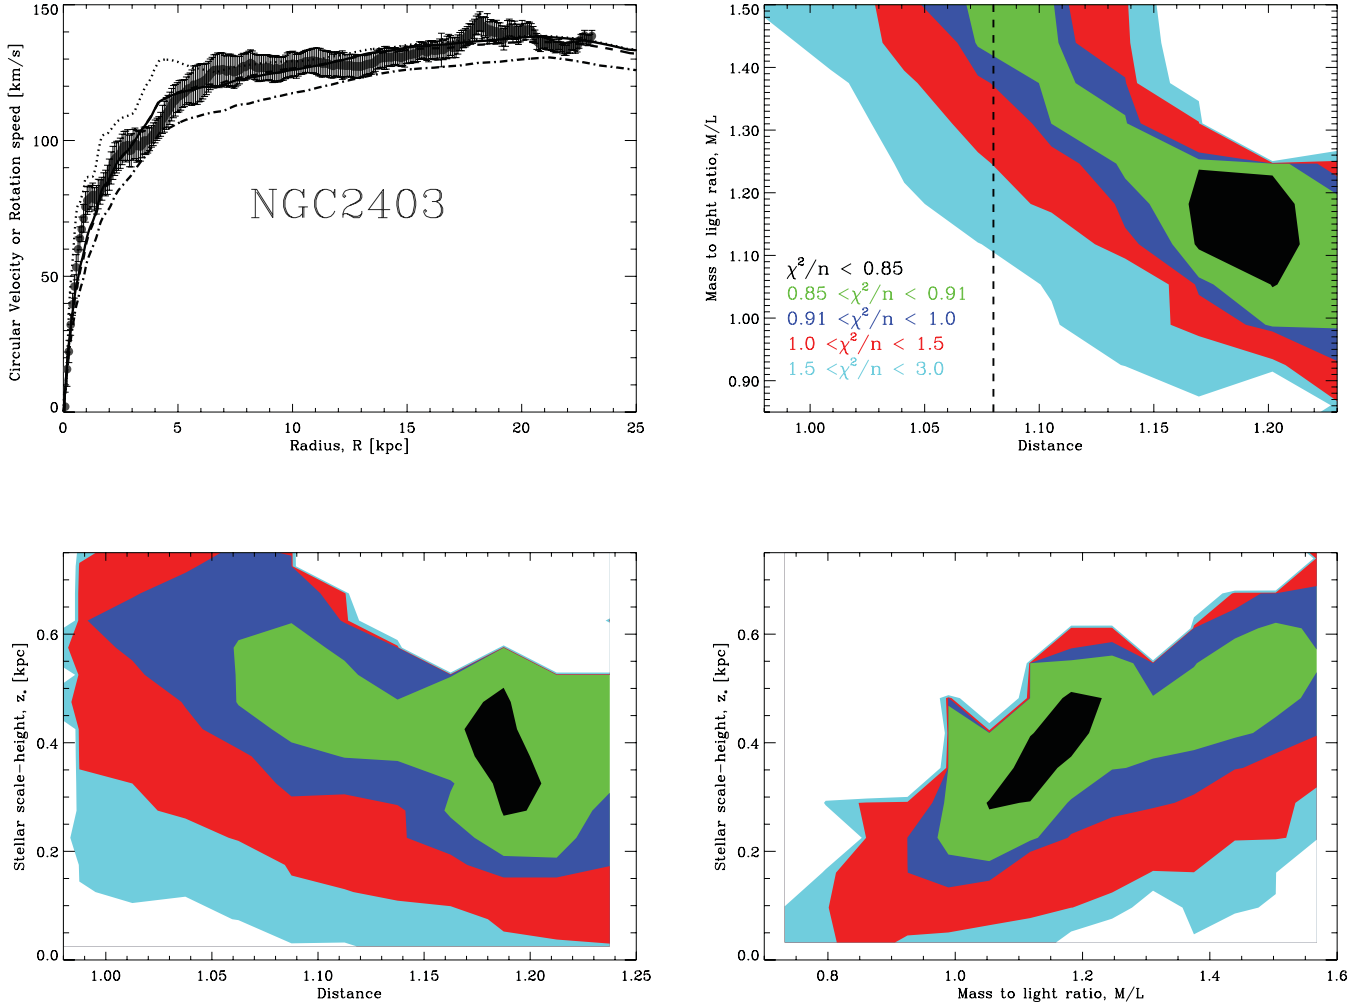 150
100
50
0
Circular Velocity or Rotation speed [km/s]
NGC2403
0 5 10 15 20 25
Radius, R [kpc]
1.50
1.40
1.30
1.20
1.10
1.00
0.90
Mass to light ratio, M/L
χ²/n < 0.85
0.85 <χ²/n < 0.91
0.91 <χ²/n < 1.0
1.0 <χ²/n < 1.5
1.5 <χ²/n < 3.0
1.00 1.05 1.10 1.15 1.20
Distance
0.6
0.4
0.2
0.0
Stellar scale-height, z* [kpc]
1.00 1.05 1.10 1.15 1.20 1.25
Distance
0.6
0.4
0.2
0.0
Stellar scale-height, z* [kpc]
0.8 1.0 1.2 1.4 1.6
Mass to light ratio, M/L